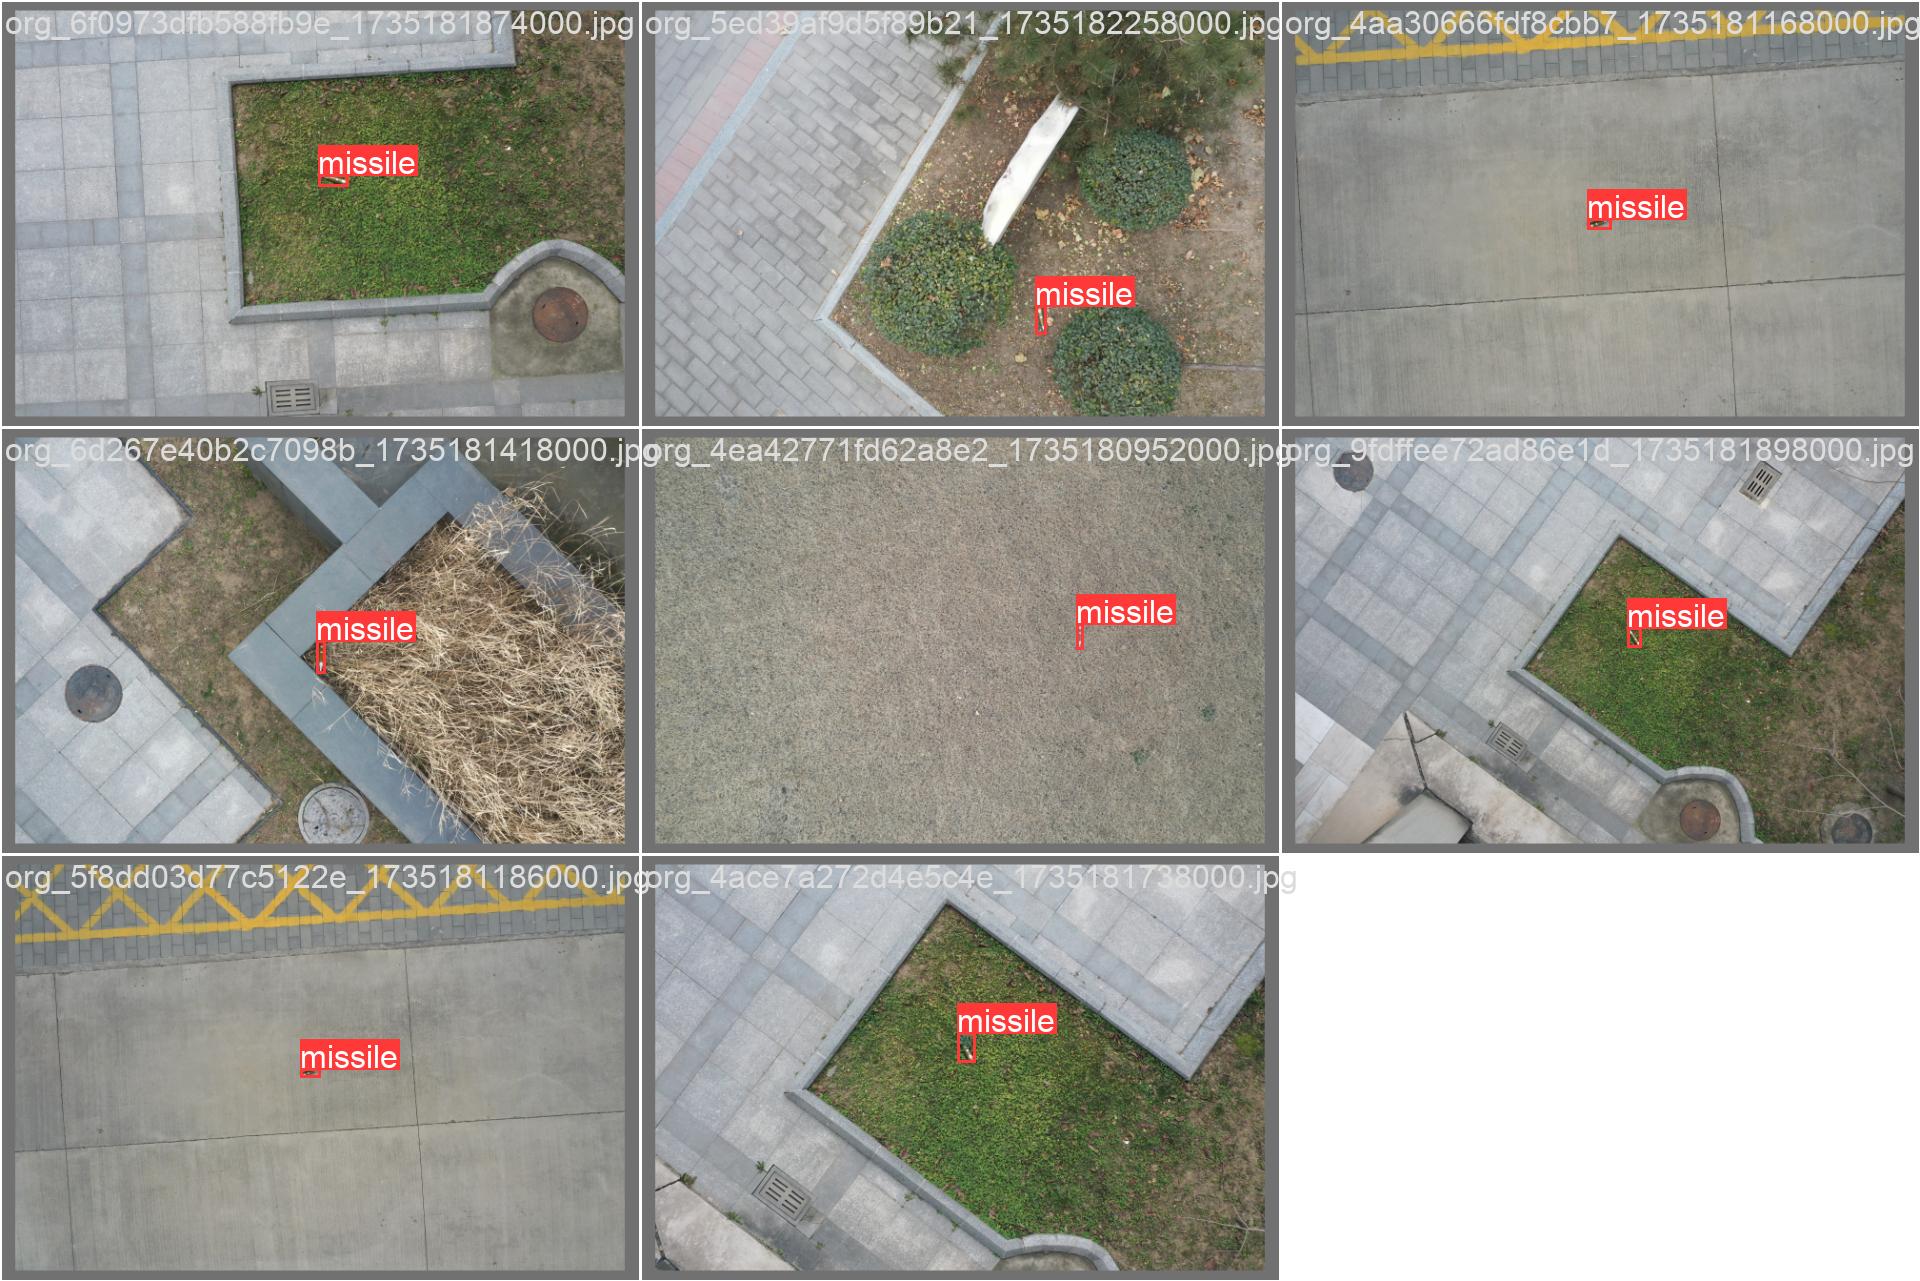 org_6f0973dfb588fb9e_1735181874000.jpg
org_5ed39af9d5f89b21_1735182258000.jpg
org_4aa30666fdf8cbb7_1735181168000.jpg
missile
missile
missile
org_6d267e40b2c7098b_1735181418000.jpg
org_4ea42771fd62a8e2_1735180952000.jpg
org_9fdffee72ad86e1d_1735181898000.jpg
missile
missile
missile
org_5f8dd03d77c5122e_1735181186000.jpg
org_4ace7a272d4e5c4e_1735181738000.jpg
missile
missile